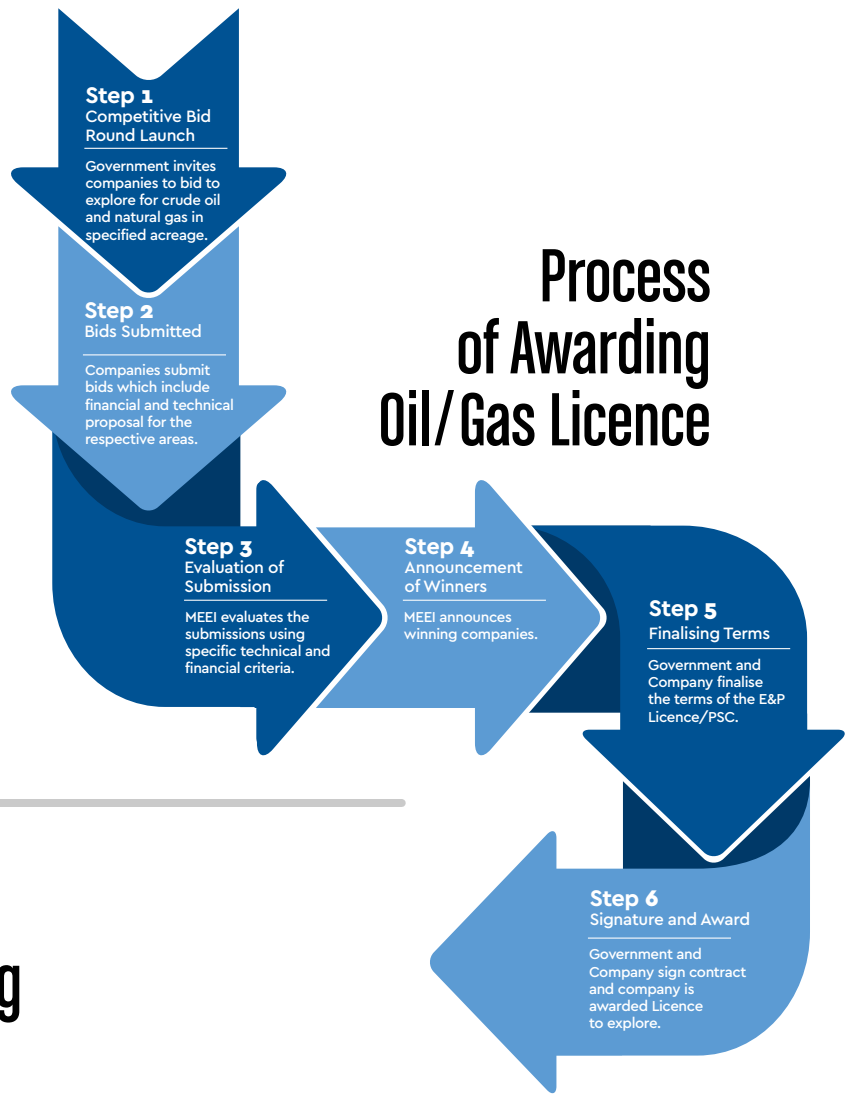 Process
of Awarding
Oil/Gas Licence
Step 1
Competitive Bid
Round Launch
Government invites
companies to bid to
explore for crude oil
and natural gas in
specified acreage.
Step 2
Bids Submitted
Companies submit
bids which include
financial and technical
proposal for the
respective areas.
Step 3
Evaluation of
Submission
MEEI evaluates the
submissions using
specific technical and
financial criteria.
Step 4
Announcement
of Winners
MEEI announces
winning companies.
Step 5
Finalising Terms
Government and
Company finalise
the terms of the E&P
Licence/PSC.
Step 6
Signature and Award
Government and
Company sign contract
and company is
awarded Licence
to explore.
g